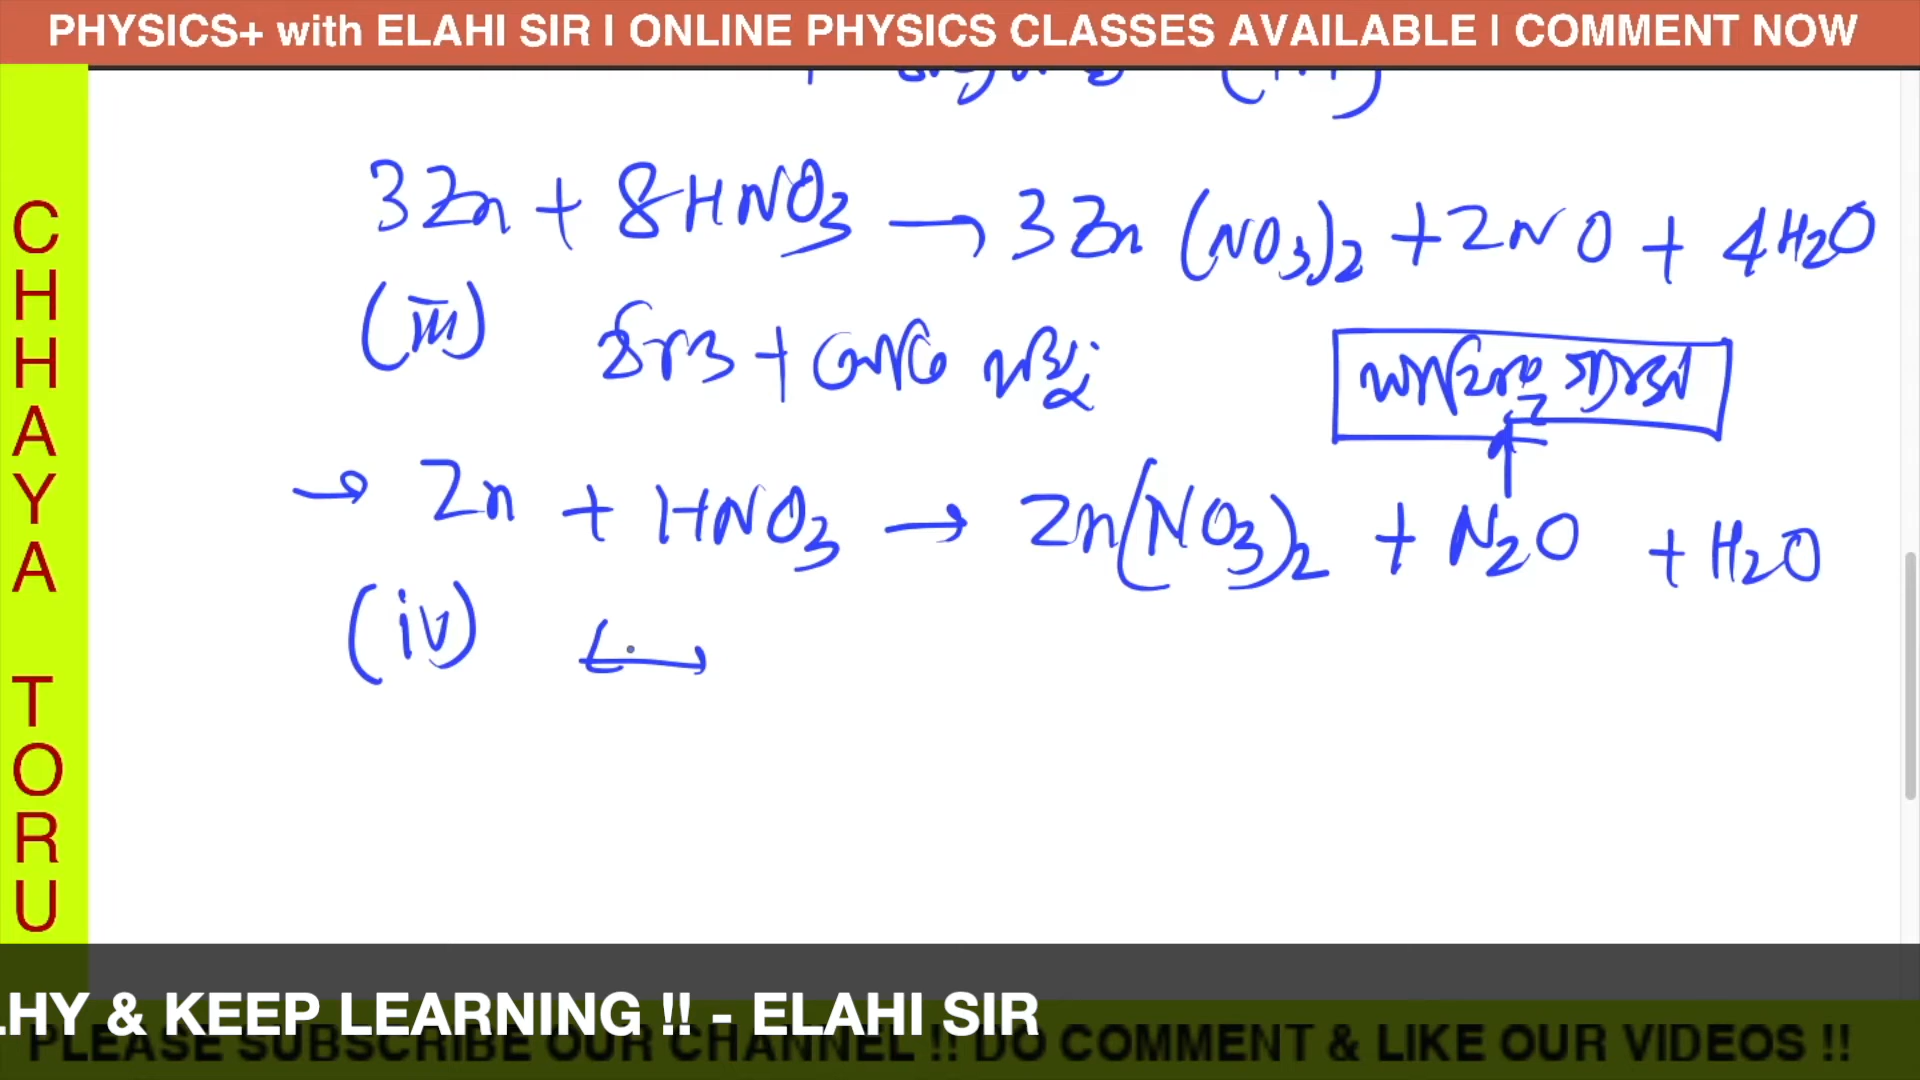 PHYSICS+ with ELAHI SIR I ONLINE PHYSICS CLASSES AVAILABLE I COMMENT NOW
CHHAYA TORU
3Zn + 8HNO3 → 3Zn (NO3)2 + 2NO + 4H2O
(iii)
→ Zn + HNO3 → Zn(NO3)2 + N2O + H2O
(iv)
LHY & KEEP LEARNING !! - ELAHI SIR
PLEASE SUBSCRIBE OUR CHANNEL !! DO COMMENT & LIKE OUR VIDEOS !!